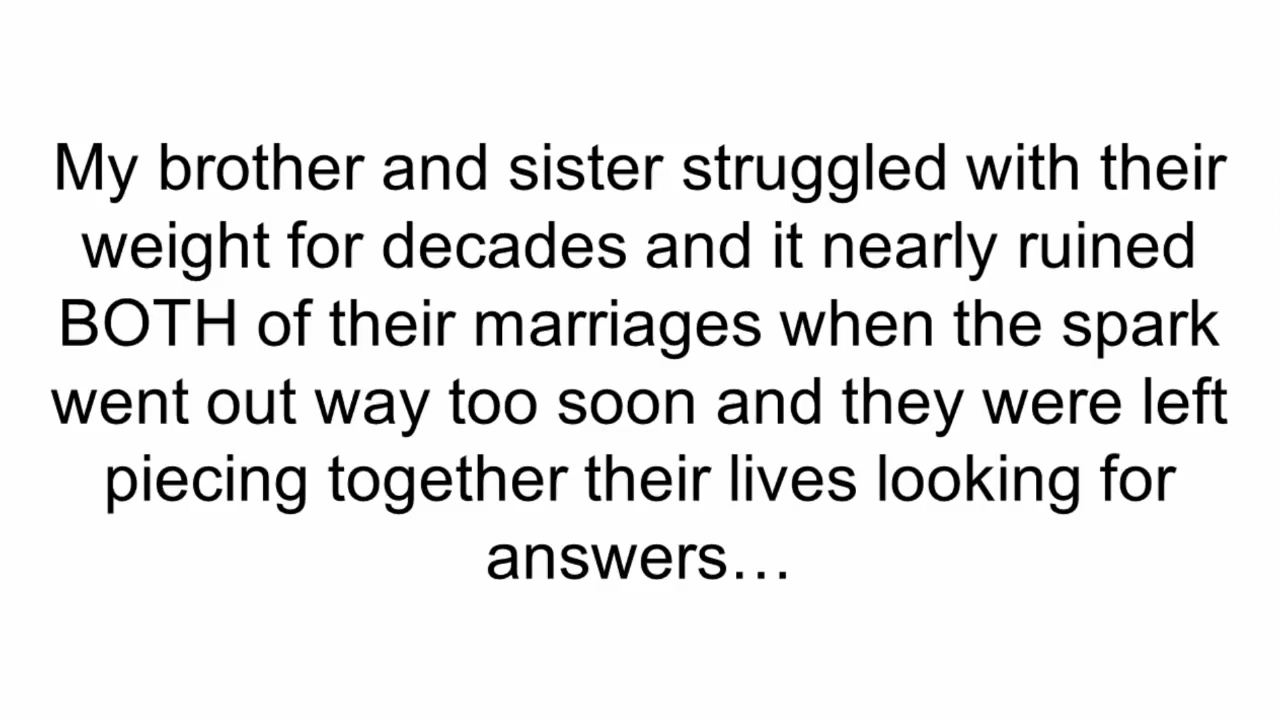 My brother and sister struggled with their
weight for decades and it nearly ruined
BOTH of their marriages when the spark
went out way too soon and they were left
piecing together their lives looking for
answers…